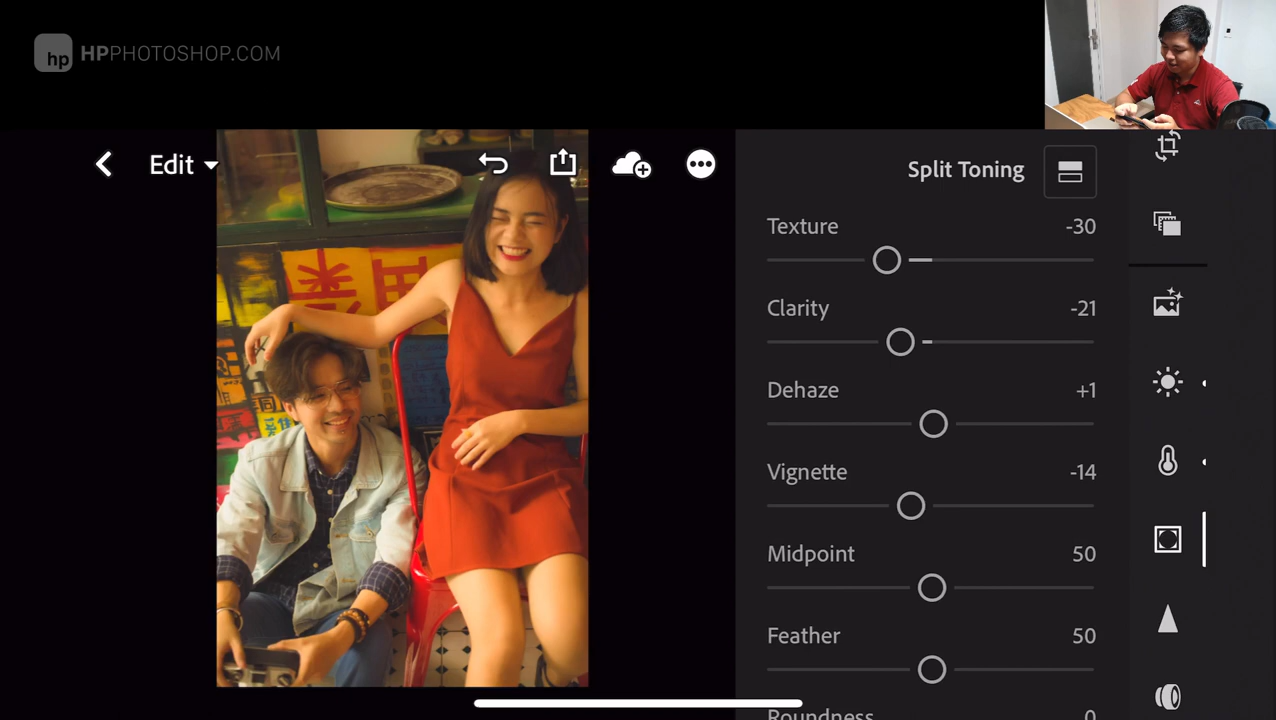 hp HPPHOTOSHOP.COM
Edit
Split Toning
Texture -30
Clarity -21
Dehaze +1
Vignette -14
Midpoint 50
Feather 50
Roundness 0